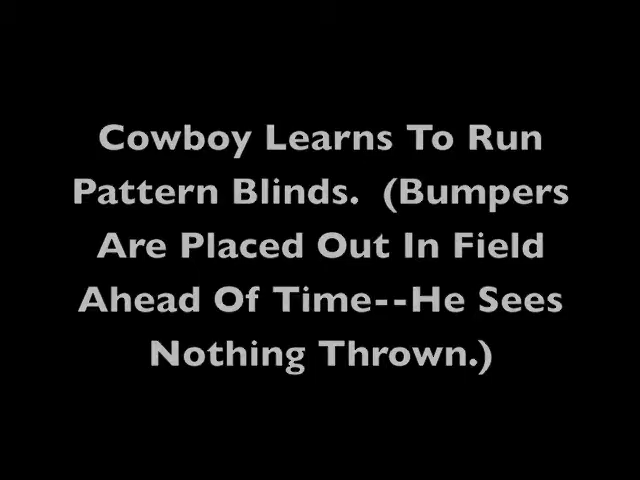 Cowboy Learns To Run
Pattern Blinds.  (Bumpers
Are Placed Out In Field
Ahead Of Time--He Sees
Nothing Thrown.)